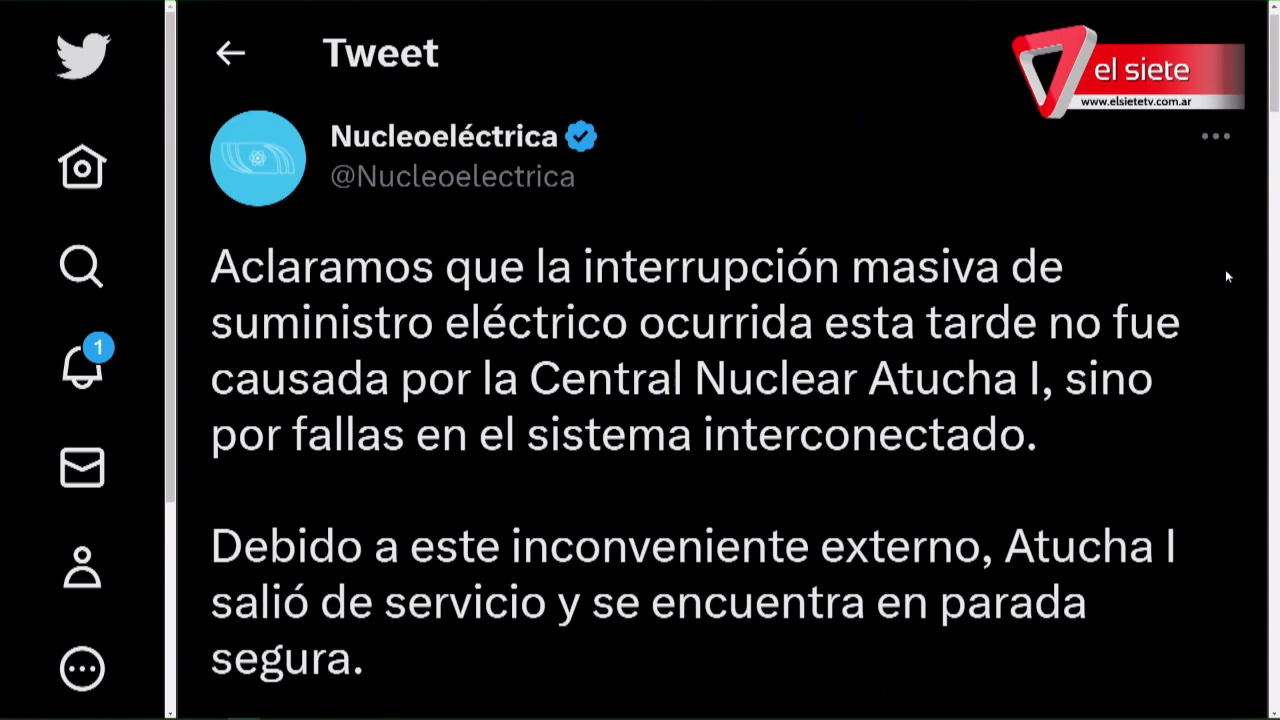 Tweet
el siete
www.elsietetv.com.ar
Nucleoeléctrica
@Nucleoelectrica
Aclaramos que la interrupción masiva de
suministro eléctrico ocurrida esta tarde no fue
causada por la Central Nuclear Atucha I, sino
por fallas en el sistema interconectado.
Debido a este inconveniente externo, Atucha I
salió de servicio y se encuentra en parada
segura.
1